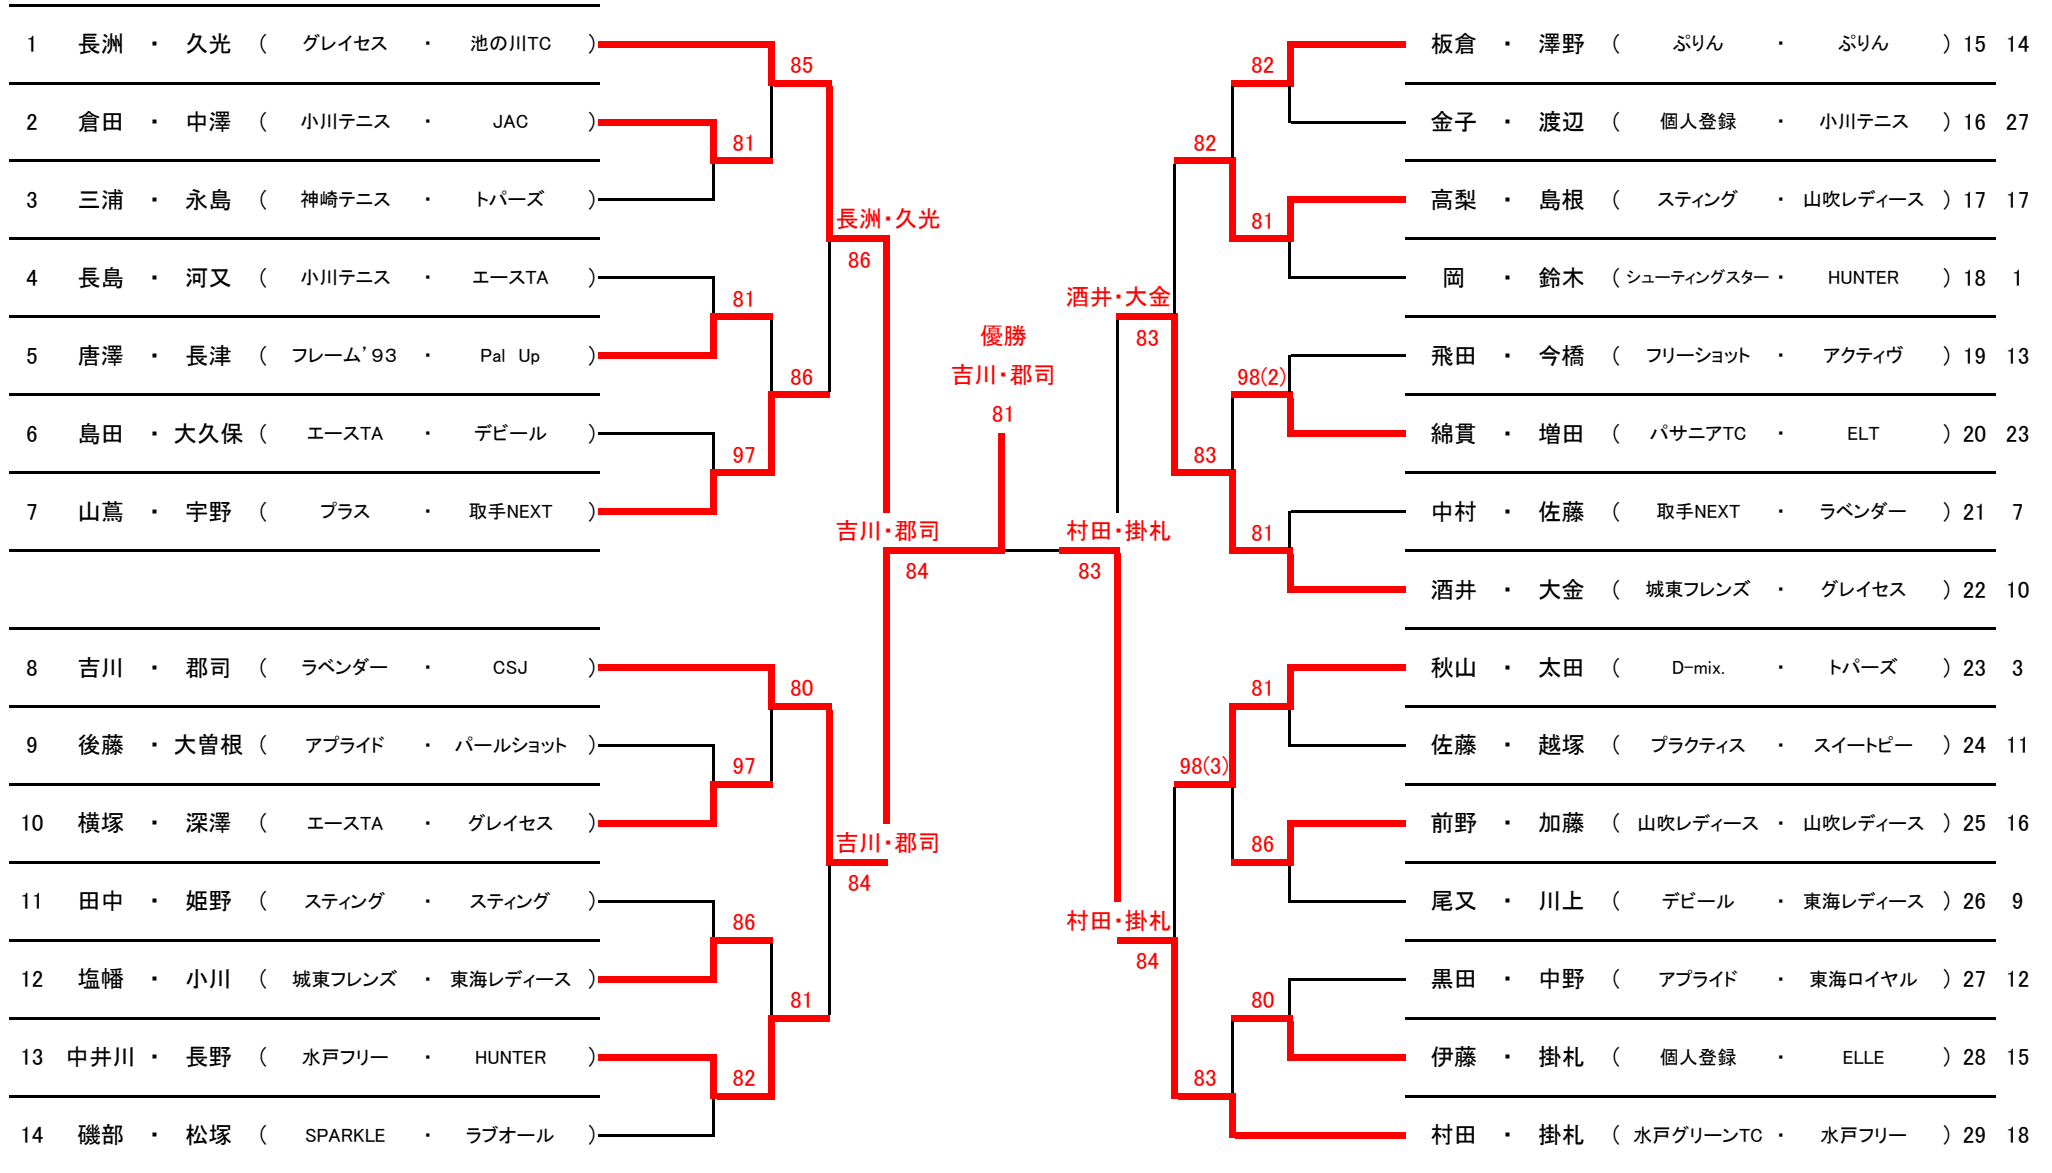 1 長洲 ・ 久光 ( グレイセス ・ 池の川TC )
2 倉田 ・ 中澤 ( 小川テニス ・ JAC )
3 三浦 ・ 永島 ( 神崎テニス ・ トパーズ )
4 長島 ・ 河又 ( 小川テニス ・ エースTA )
5 唐澤 ・ 長津 ( フレーム’93 ・ Pal Up )
6 島田 ・ 大久保 ( エースTA ・ デビール )
7 山蔦 ・ 宇野 ( プラス ・ 取手NEXT )
8 吉川 ・ 郡司 ( ラベンダー ・ CSJ )
9 後藤 ・ 大曽根 ( アプライド ・ パールショット )
10 横塚 ・ 深澤 ( エースTA ・ グレイセス )
11 田中 ・ 姫野 ( スティング ・ スティング )
12 塩幡 ・ 小川 ( 城東フレンズ ・ 東海レディース )
13 中井川 ・ 長野 ( 水戸フリー ・ HUNTER )
14 磯部 ・ 松塚 ( SPARKLE ・ ラブオール )
81
81
97
97
86
82
85
86
80
81
長洲・久光
86
吉川・郡司
84
吉川・郡司
84
優勝
吉川・郡司
81
村田・掛札
83
酒井・大金
83
村田・掛札
84
82
83
98(3)
83
82
81
98(2)
81
81
86
80
板倉 ・ 澤野 ( ぷりん ・ ぷりん ) 15 14
金子 ・ 渡辺 ( 個人登録 ・ 小川テニス ) 16 27
高梨 ・ 島根 ( スティング ・ 山吹レディース ) 17 17
岡 ・ 鈴木 ( シューティングスター ・ HUNTER ) 18 1
飛田 ・ 今橋 ( フリーショット ・ アクティヴ ) 19 13
綿貫 ・ 増田 ( パサニアTC ・ ELT ) 20 23
中村 ・ 佐藤 ( 取手NEXT ・ ラベンダー ) 21 7
酒井 ・ 大金 ( 城東フレンズ ・ グレイセス ) 22 10
秋山 ・ 太田 ( D-mix. ・ トパーズ ) 23 3
佐藤 ・ 越塚 ( プラクティス ・ スイートピー ) 24 11
前野 ・ 加藤 ( 山吹レディース ・ 山吹レディース ) 25 16
尾又 ・ 川上 ( デビール ・ 東海レディース ) 26 9
黒田 ・ 中野 ( アプライド ・ 東海ロイヤル ) 27 12
伊藤 ・ 掛札 ( 個人登録 ・ ELLE ) 28 15
村田 ・ 掛札 ( 水戸グリーンTC ・ 水戸フリー ) 29 18